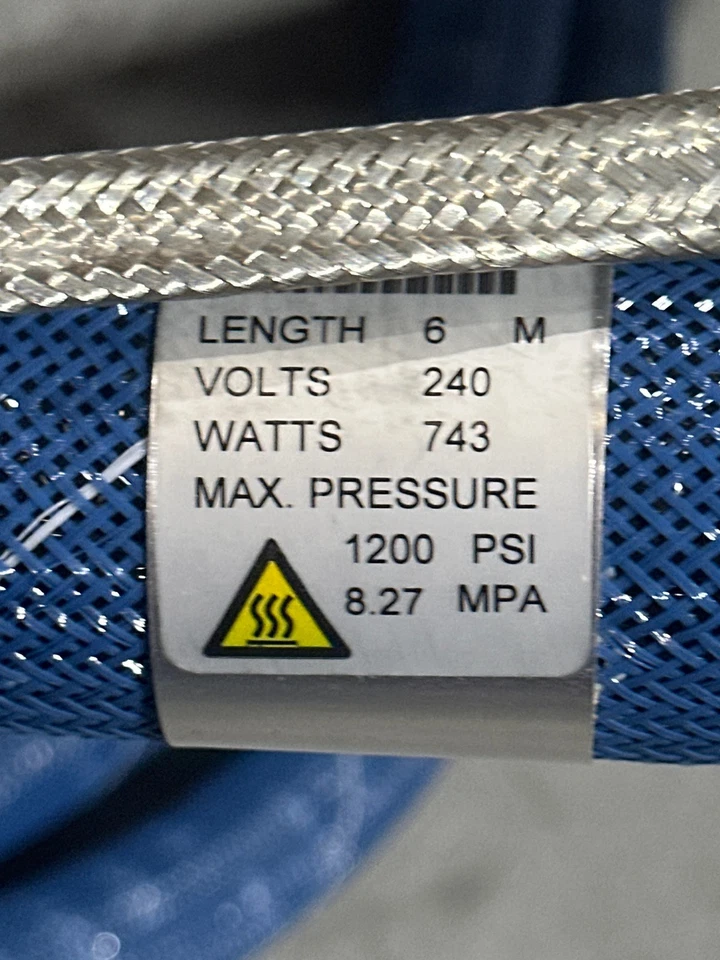 LENGTH 6 M
VOLTS 240
WATTS 743
MAX. PRESSURE
1200 PSI
8.27 MPA